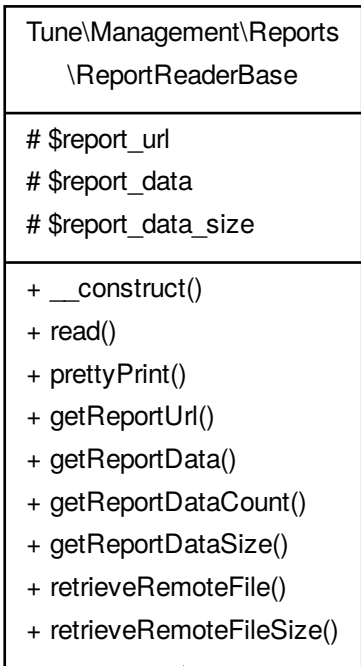 Tune\Management\Reports
\ReportReaderBase
# $report_url
# $report_data
# $report_data_size
+ __construct()
+ read()
+ prettyPrint()
+ getReportUrl()
+ getReportData()
+ getReportDataCount()
+ getReportDataSize()
+ retrieveRemoteFile()
+ retrieveRemoteFileSize()